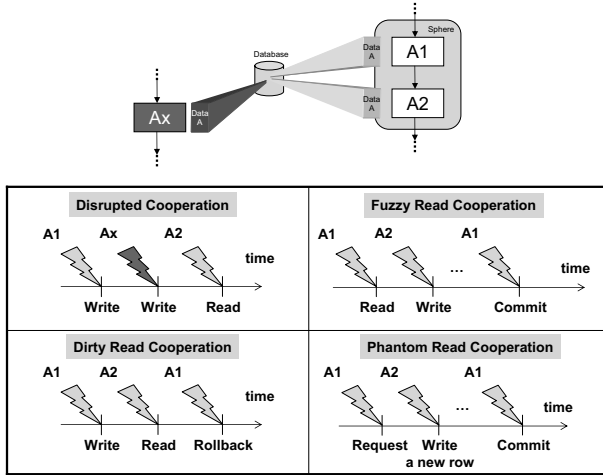 Sphere
Database
Data
A
A1
Ax
Data
A
Data
A
A2
Disrupted Cooperation
A1 Ax A2
time
Write Write Read
Fuzzy Read Cooperation
A1 A2 A1
...
time
Read Write Commit
Dirty Read Cooperation
A1 A2 A1
time
Write Read Rollback
Phantom Read Cooperation
A1 A2 A1
...
time
Request Write Commit
a new row